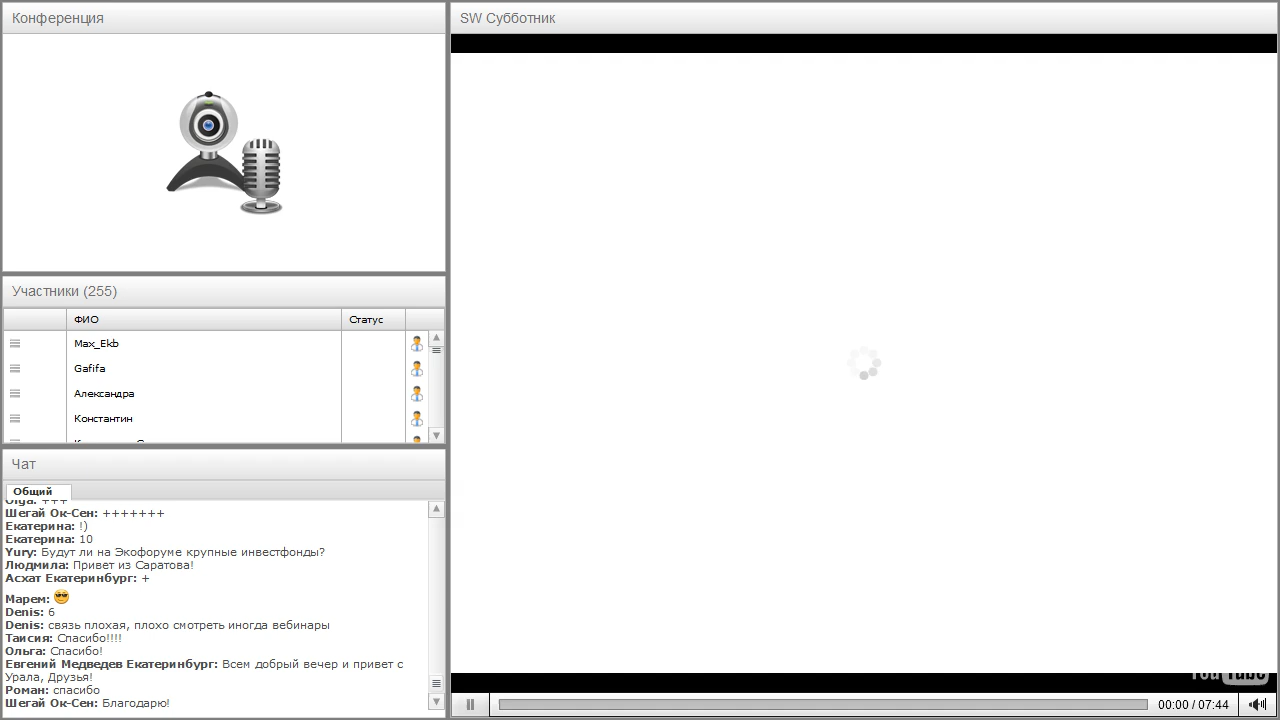 Конференция
SW Субботник
Участники (255)
ФИО
Статус
Max_Ekb
Gafifa
Александра
Константин
Чат
Общий
Olga: +++
Шегай Ок-Сен: +++++++
Екатерина: !)
Екатерина: 10
Yury: Будут ли на Экофоруме крупные инвестфонды?
Людмила: Привет из Саратова!
Асхат Екатеринбург: +
Марем:
Denis: 6
Denis: связь плохая, плохо смотреть иногда вебинары
Таисия: Спасибо!!!!
Ольга: Спасибо!
Евгений Медведев Екатеринбург: Всем добрый вечер и привет с
Урала, Друзья!
Роман: спасибо
Шегай Ок-Сен: Благодарю!
YouTube
00:00 / 07:44